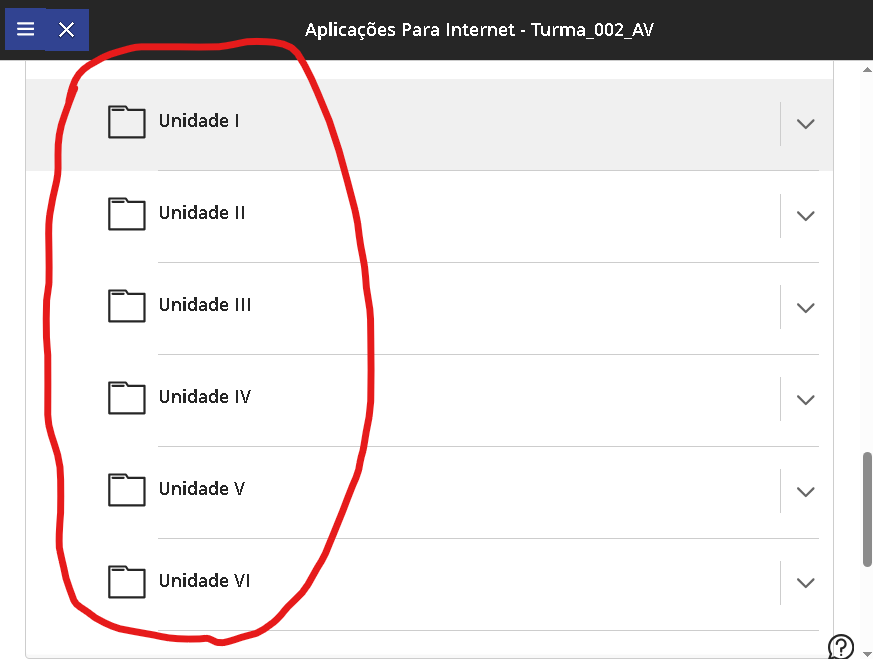 Aplicações Para Internet - Turma_002_AV
Unidade I
Unidade II
Unidade III
Unidade IV
Unidade V
Unidade VI